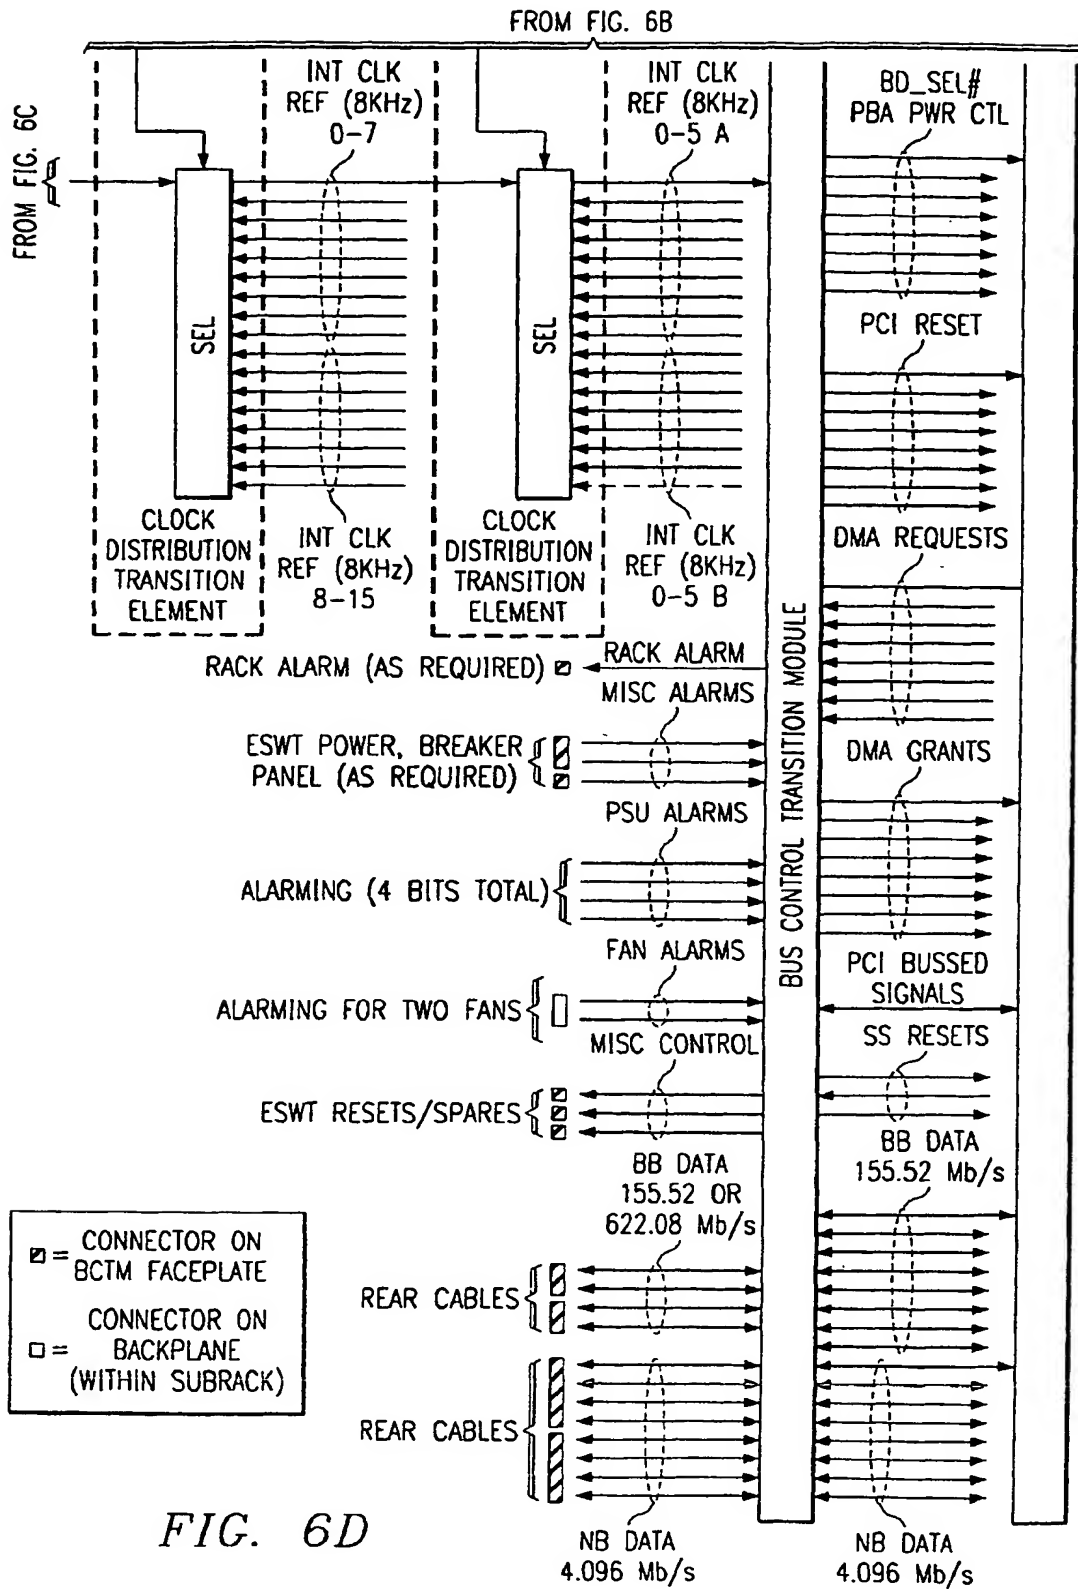 FROM FIG. 6B
FROM FIG. 6C
INT CLK
REF (8KHz)
0-7
INT CLK
REF (8KHz)
0-5 A
BD_SEL#
PBA PWR CTL
SEL
SEL
PCI RESET
CLOCK
DISTRIBUTION
TRANSITION
ELEMENT
INT CLK
REF (8KHz)
8-15
CLOCK
DISTRIBUTION
TRANSITION
ELEMENT
INT CLK
REF (8KHz)
0-5 B
DMA REQUESTS
BUS CONTROL TRANSITION MODULE
RACK ALARM (AS REQUIRED)
RACK ALARM
MISC ALARMS
ESWT POWER, BREAKER
PANEL (AS REQUIRED)
DMA GRANTS
PSU ALARMS
ALARMING (4 BITS TOTAL)
FAN ALARMS
PCI BUSSED
SIGNALS
ALARMING FOR TWO FANS
MISC CONTROL
SS RESETS
ESWT RESETS/SPARES
BB DATA
155.52 OR
622.08 Mb/s
BB DATA
155.52 Mb/s
= CONNECTOR ON
BCTM FACEPLATE
CONNECTOR ON
= BACKPLANE
(WITHIN SUBRACK)
REAR CABLES
REAR CABLES
FIG. 6D
NB DATA
4.096 Mb/s
NB DATA
4.096 Mb/s